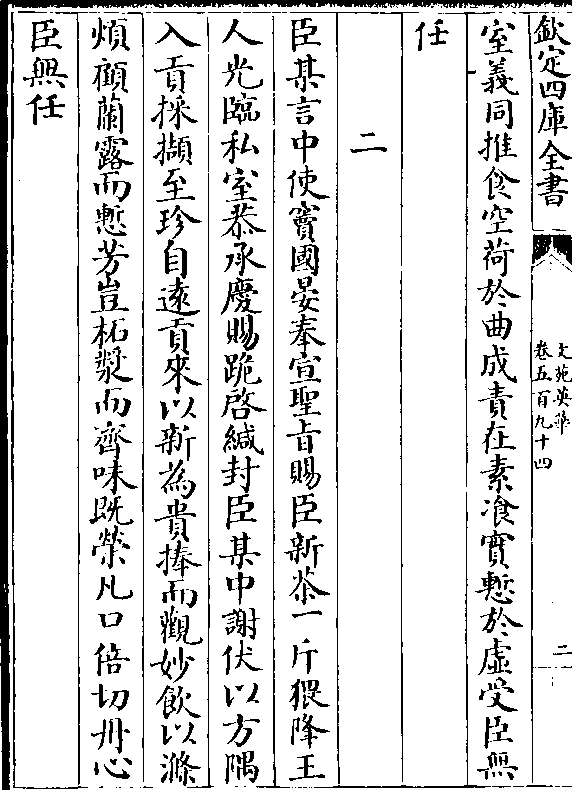 欽定四庫全書
文苑英華
卷五百九十四
二
室義同推食空荷於曲成責在素飡實慙於虛受臣無
任
二
臣某言中使竇國晏奉宣聖旨賜臣新茶一斤猥降王
人光臨私室恭承慶賜跪啓緘封臣某中謝伏以方隅
入貢採擷至珍自遠貢來以新為貴捧而觀妙飲以滌
煩顧蘭露而慙芳豈柘漿而齊味既榮凡口倍切丹心
臣無任